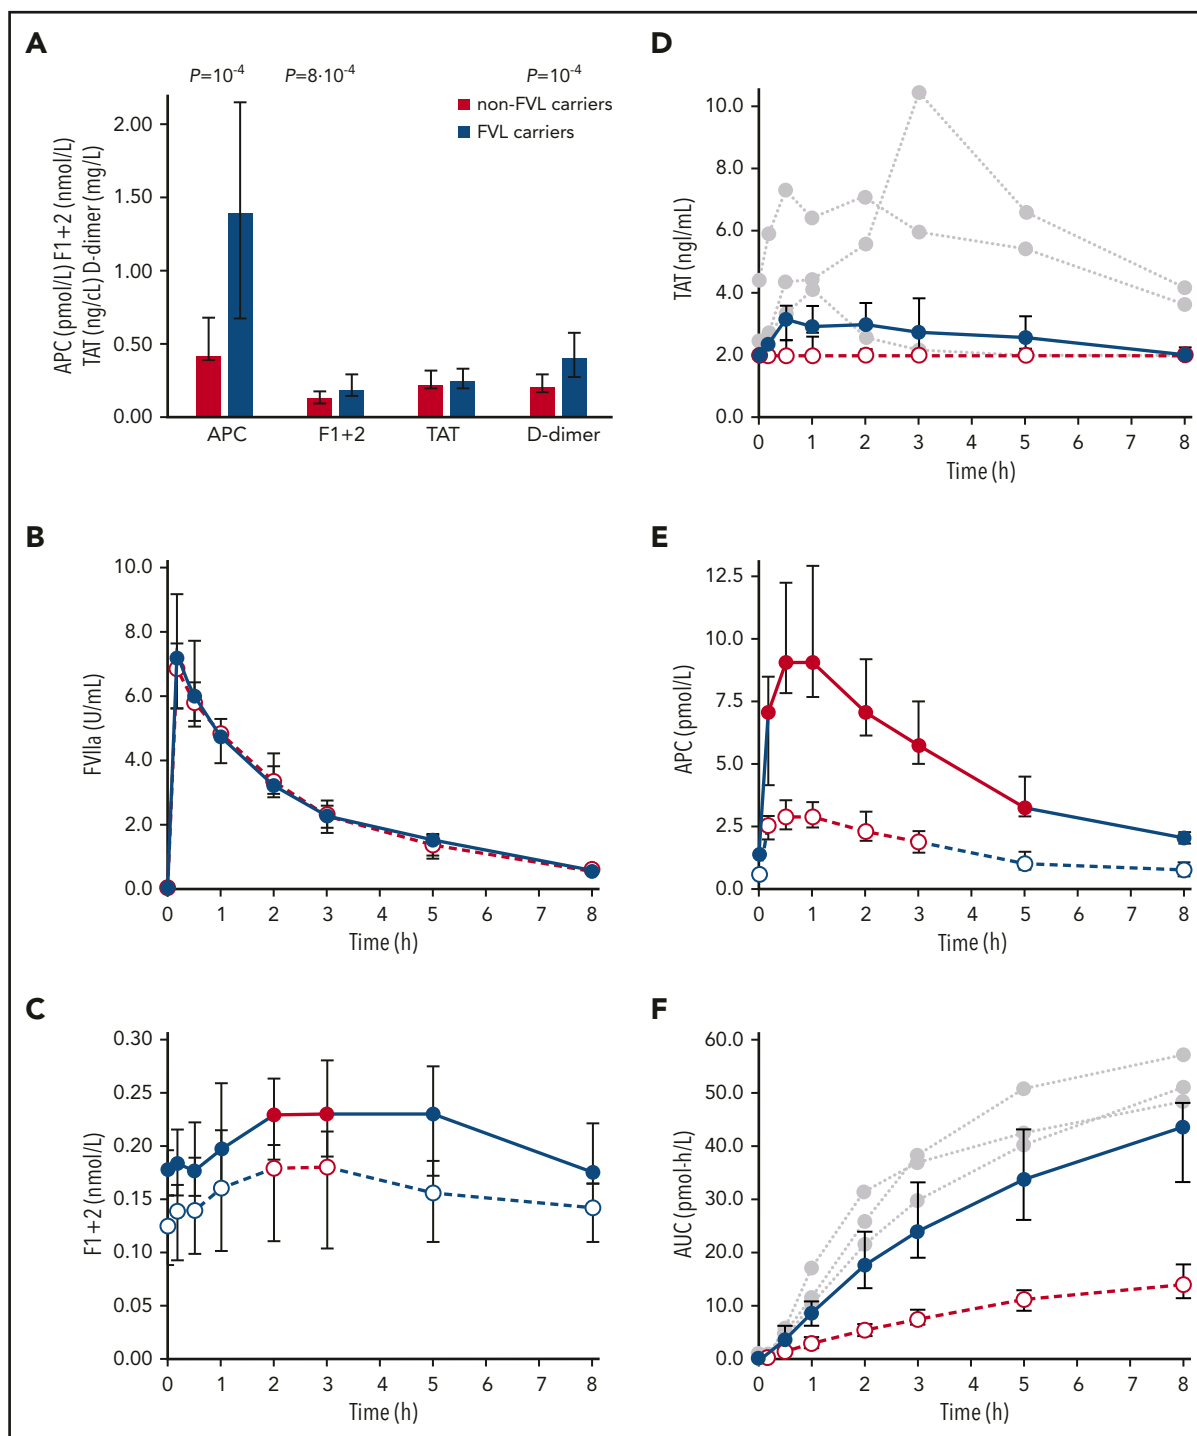 A
P=10-4
P=8·10-4
P=10-4
non-FVL carriers
FVL carriers
APC (pmol/L) F1+2 (nmol/L)
TAT (ng/cL) D-dimer (mg/L)
2.00
1.50
1.00
0.50
0.00
APC
F1+2
TAT
D-dimer
B
FVIIa (U/mL)
10.0
8.0
6.0
4.0
2.0
0.0
0 1 2 3 4 5 6 7 8
Time (h)
C
F1+2 (nmol/L)
0.30
0.25
0.20
0.15
0.10
0.05
0.00
0 1 2 3 4 5 6 7 8
Time (h)
D
TAT (ngl/mL)
10.0
8.0
6.0
4.0
2.0
0.0
0 1 2 3 4 5 6 7 8
Time (h)
E
APC (pmol/L)
12.5
10.0
7.5
5.0
2.5
0.0
0 1 2 3 4 5 6 7 8
Time (h)
F
AUC (pmol-h/L)
60.0
50.0
40.0
30.0
20.0
10.0
0.0
0 1 2 3 4 5 6 7 8
Time (h)